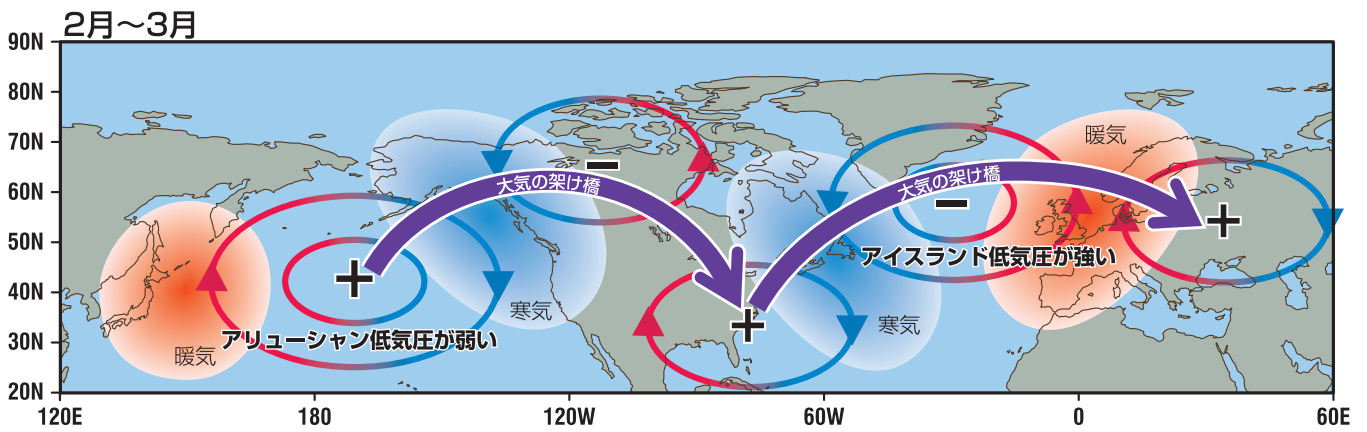 2月～3月
90N
80N
70N
60N
50N
40N
30N
20N
120E
180
120W
60W
0
60E
暖気
アリューシャン低気圧が弱い
＋
大気の架け橋
－
寒気
＋
大気の架け橋
－
アイスランド低気圧が強い
寒気
暖気
＋